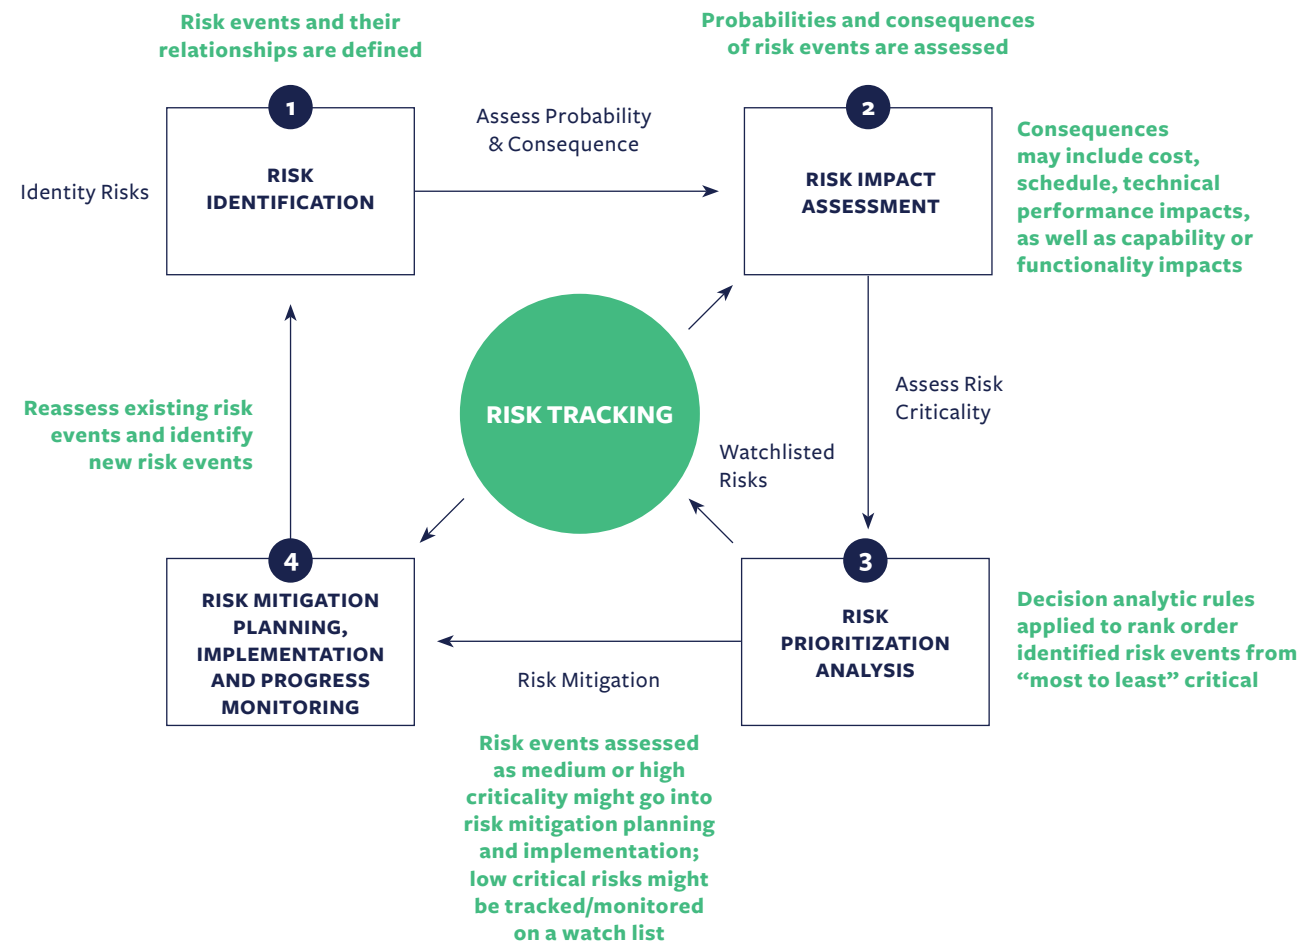 Risk events and their
relationships are defined
Probabilities and consequences
of risk events are assessed
1
RISK
IDENTIFICATION
Identity Risks
Assess Probability
& Consequence
2
RISK IMPACT
ASSESSMENT
Consequences
may include cost,
schedule, technical
performance impacts,
as well as capability or
functionality impacts
RISK TRACKING
Assess Risk
Criticality
Reassess existing risk
events and identify
new risk events
Watchlisted
Risks
4
RISK MITIGATION
PLANNING,
IMPLEMENTATION
AND PROGRESS
MONITORING
Risk Mitigation
3
RISK
PRIORITIZATION
ANALYSIS
Decision analytic rules
applied to rank order
identified risk events from
“most to least” critical
Risk events assessed
as medium or high
criticality might go into
risk mitigation planning
and implementation;
low critical risks might
be tracked/monitored
on a watch list